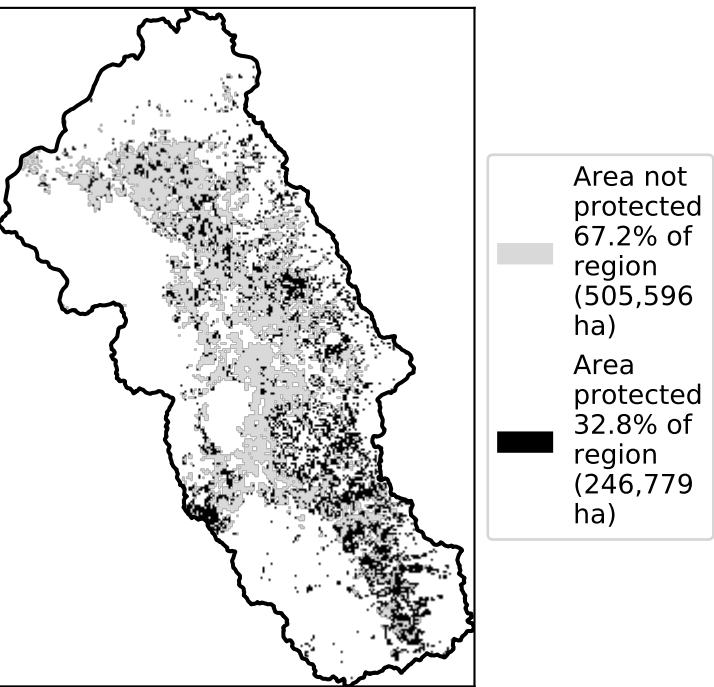 Area not
protected
67.2% of
region
(505,596
ha)
Area
protected
32.8% of
region
(246,779
ha)